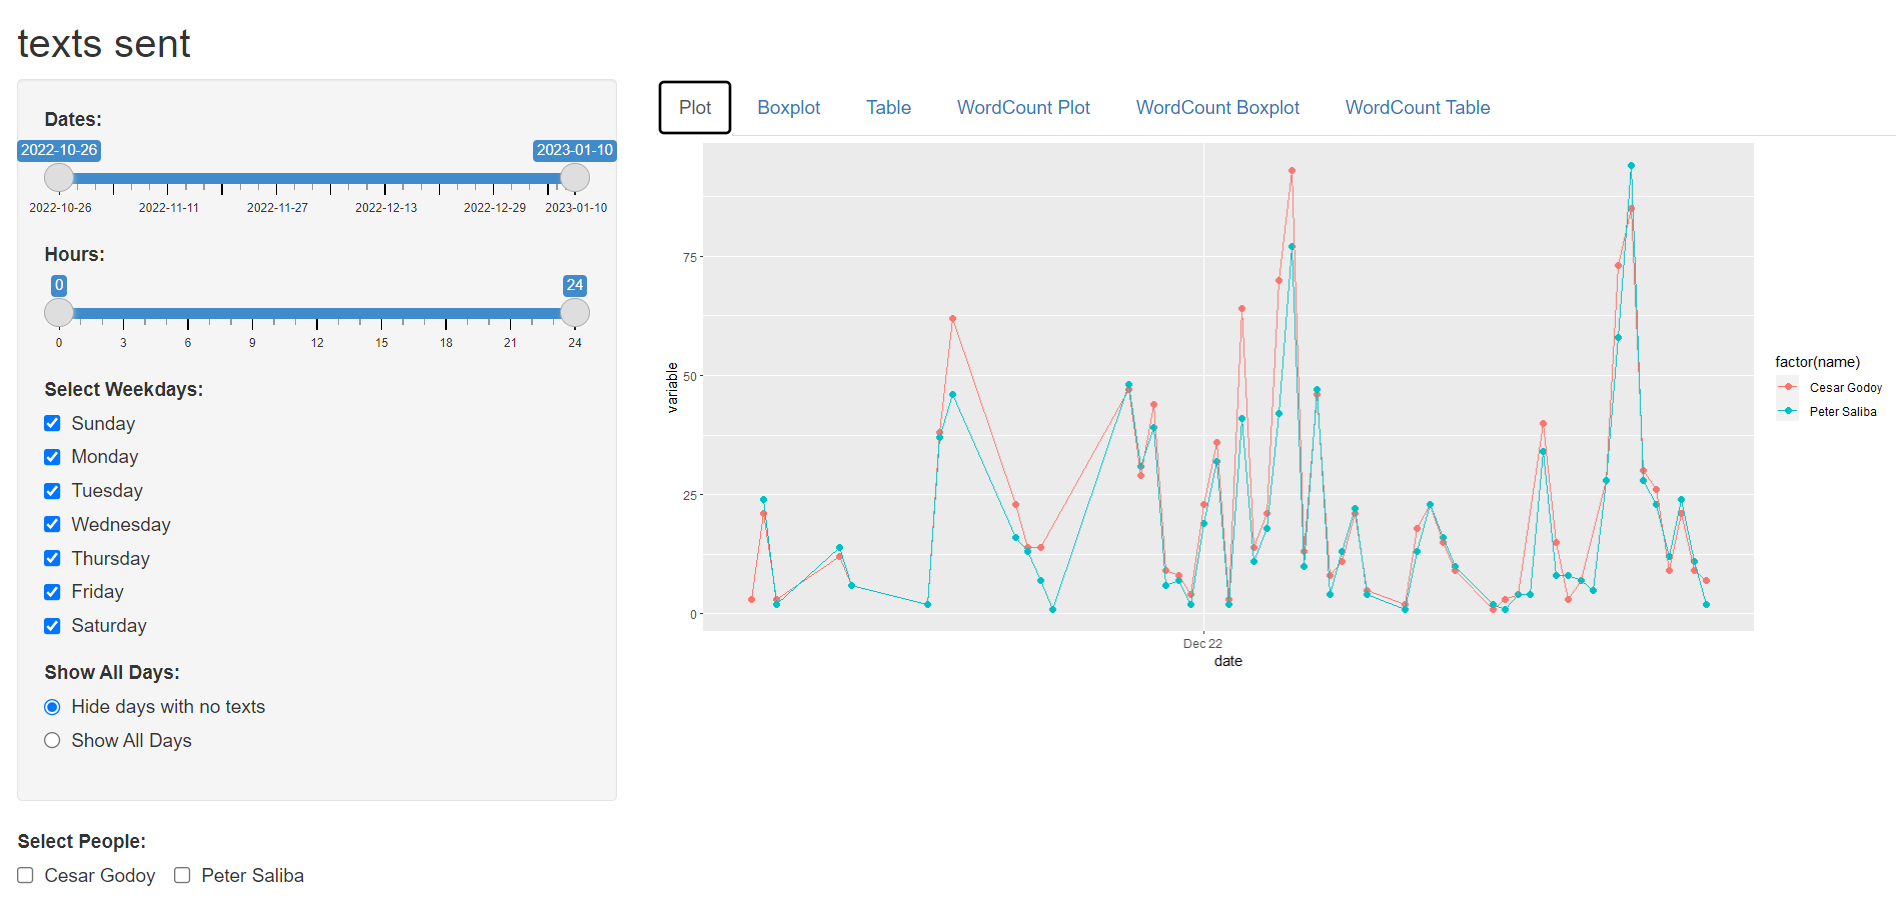 texts sent
Dates:
2022-10-26 2023-01-10
2022-10-26 2022-11-11 2022-11-27 2022-12-13 2022-12-29 2023-01-10
Hours:
0 24
0 3 6 9 12 15 18 21 24
Select Weekdays:
Sunday
Monday
Tuesday
Wednesday
Thursday
Friday
Saturday
Show All Days:
Hide days with no texts
Show All Days
Select People:
Cesar Godoy Peter Saliba
Plot Boxplot Table WordCount Plot WordCount Boxplot WordCount Table
variable
75
50
25
0
Dec 22
date
factor(name)
Cesar Godoy
Peter Saliba